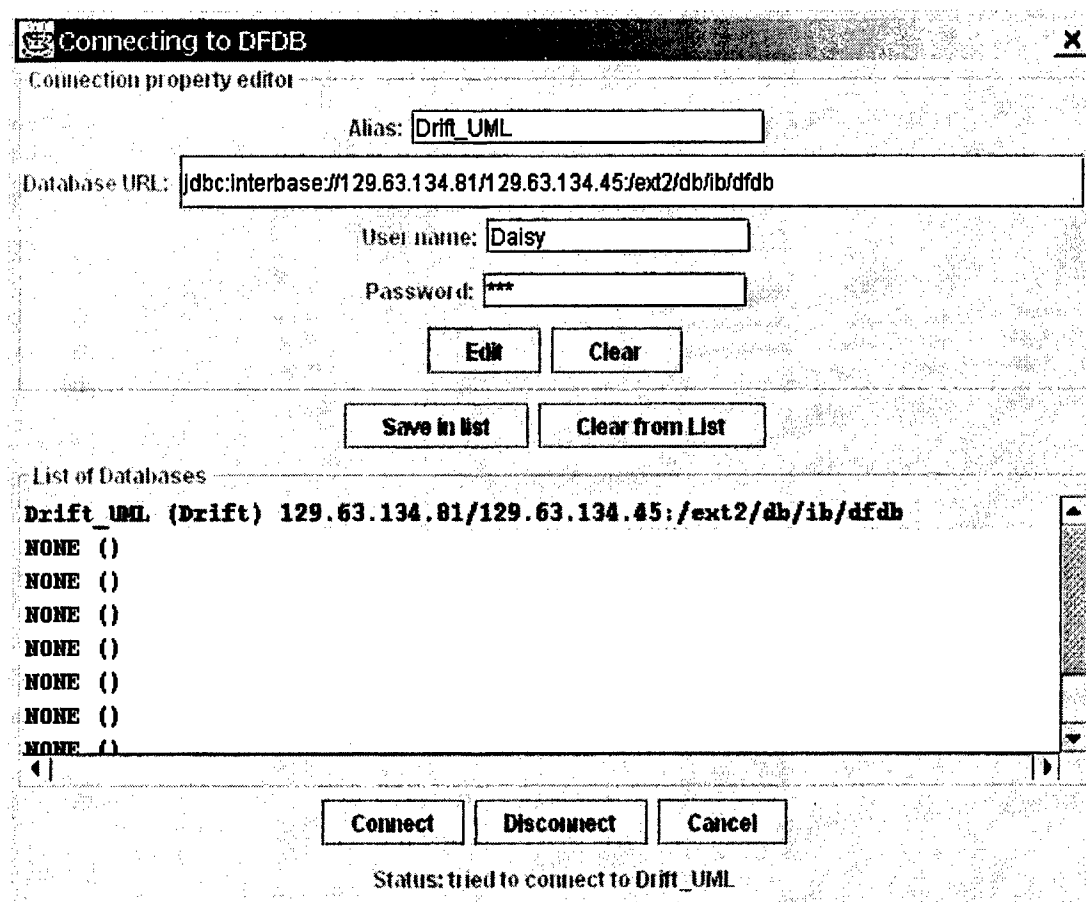 Connecting to DFDB
Connection property editor
Alias: Drift_UML
Database URL: jdbc:interbase://129.63.134.81/129.63.134.45:/ext2/db/ib/dfdb
User name: Daisy
Password: ***
Edit Clear
Save in list Clear from List
List of Databases
Drift_UML (Drift) 129.63.134.81/129.63.134.45:/ext2/db/ib/dfdb
NONE ()
NONE ()
NONE ()
NONE ()
NONE ()
NONE ()
NONE ()
Connect Disconnect Cancel
Status: tried to connect to Drift_UML